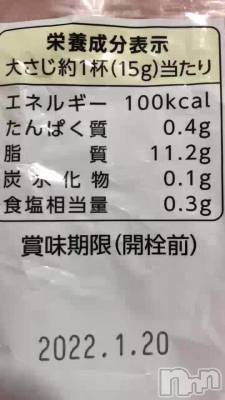 栄養成分表示
大さじ約1杯(15g)当たり
エネルギー 100kcal
たんぱく質 0.4g
脂質 11.2g
炭水化物 0.1g
食塩相当量 0.3g
賞味期限(開栓前)
2022.1.20